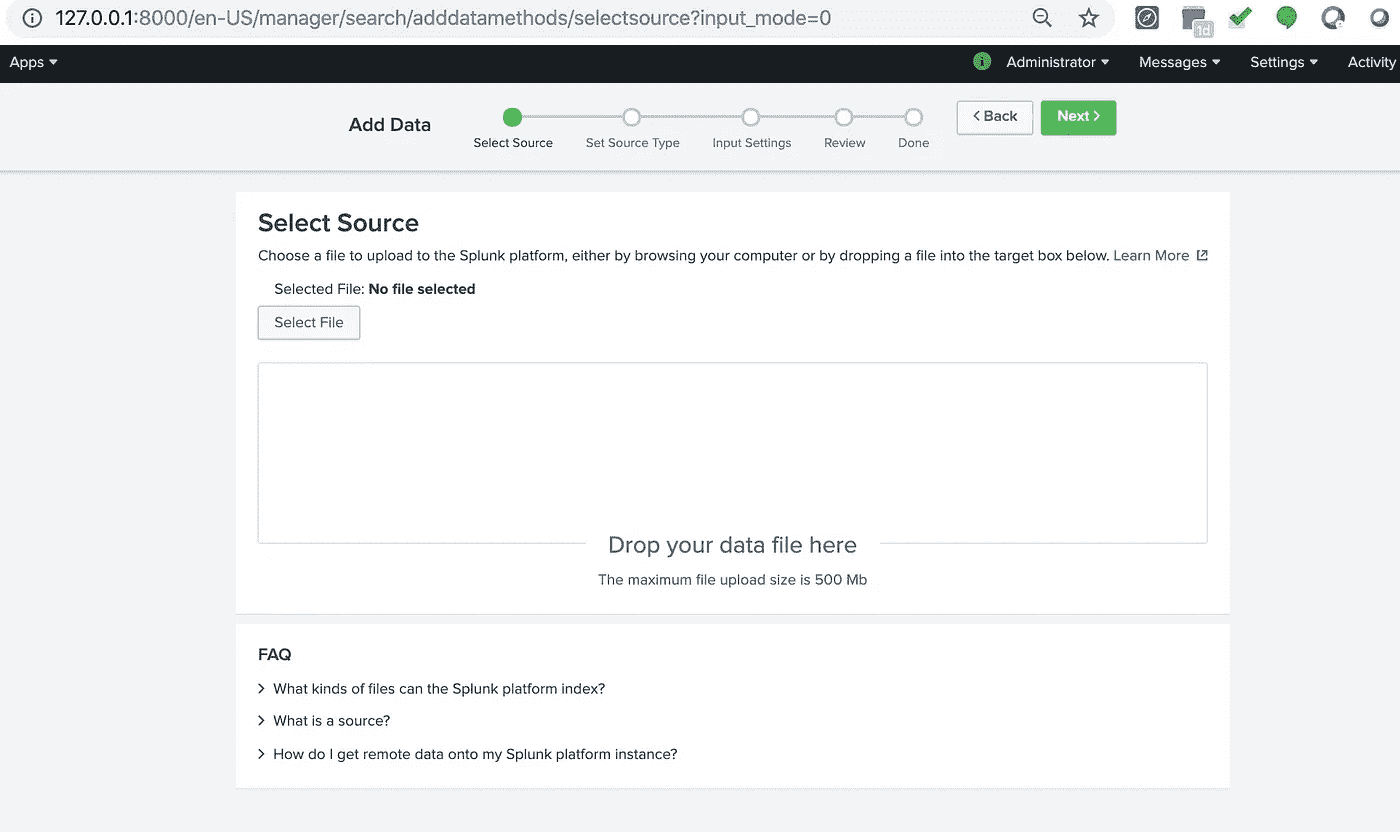 127.0.0.1:8000/en-US/manager/search/adddatamethods/selectsource?input_mode=0
Apps Administrator Messages Settings Activity
Add Data
Select Source Set Source Type Input Settings Review Done
Back Next
Select Source
Choose a file to upload to the Splunk platform, either by browsing your computer or by dropping a file into the target box below. Learn More
Selected File: No file selected
Select File
Drop your data file here
The maximum file upload size is 500 Mb
FAQ
What kinds of files can the Splunk platform index?
What is a source?
How do I get remote data onto my Splunk platform instance?